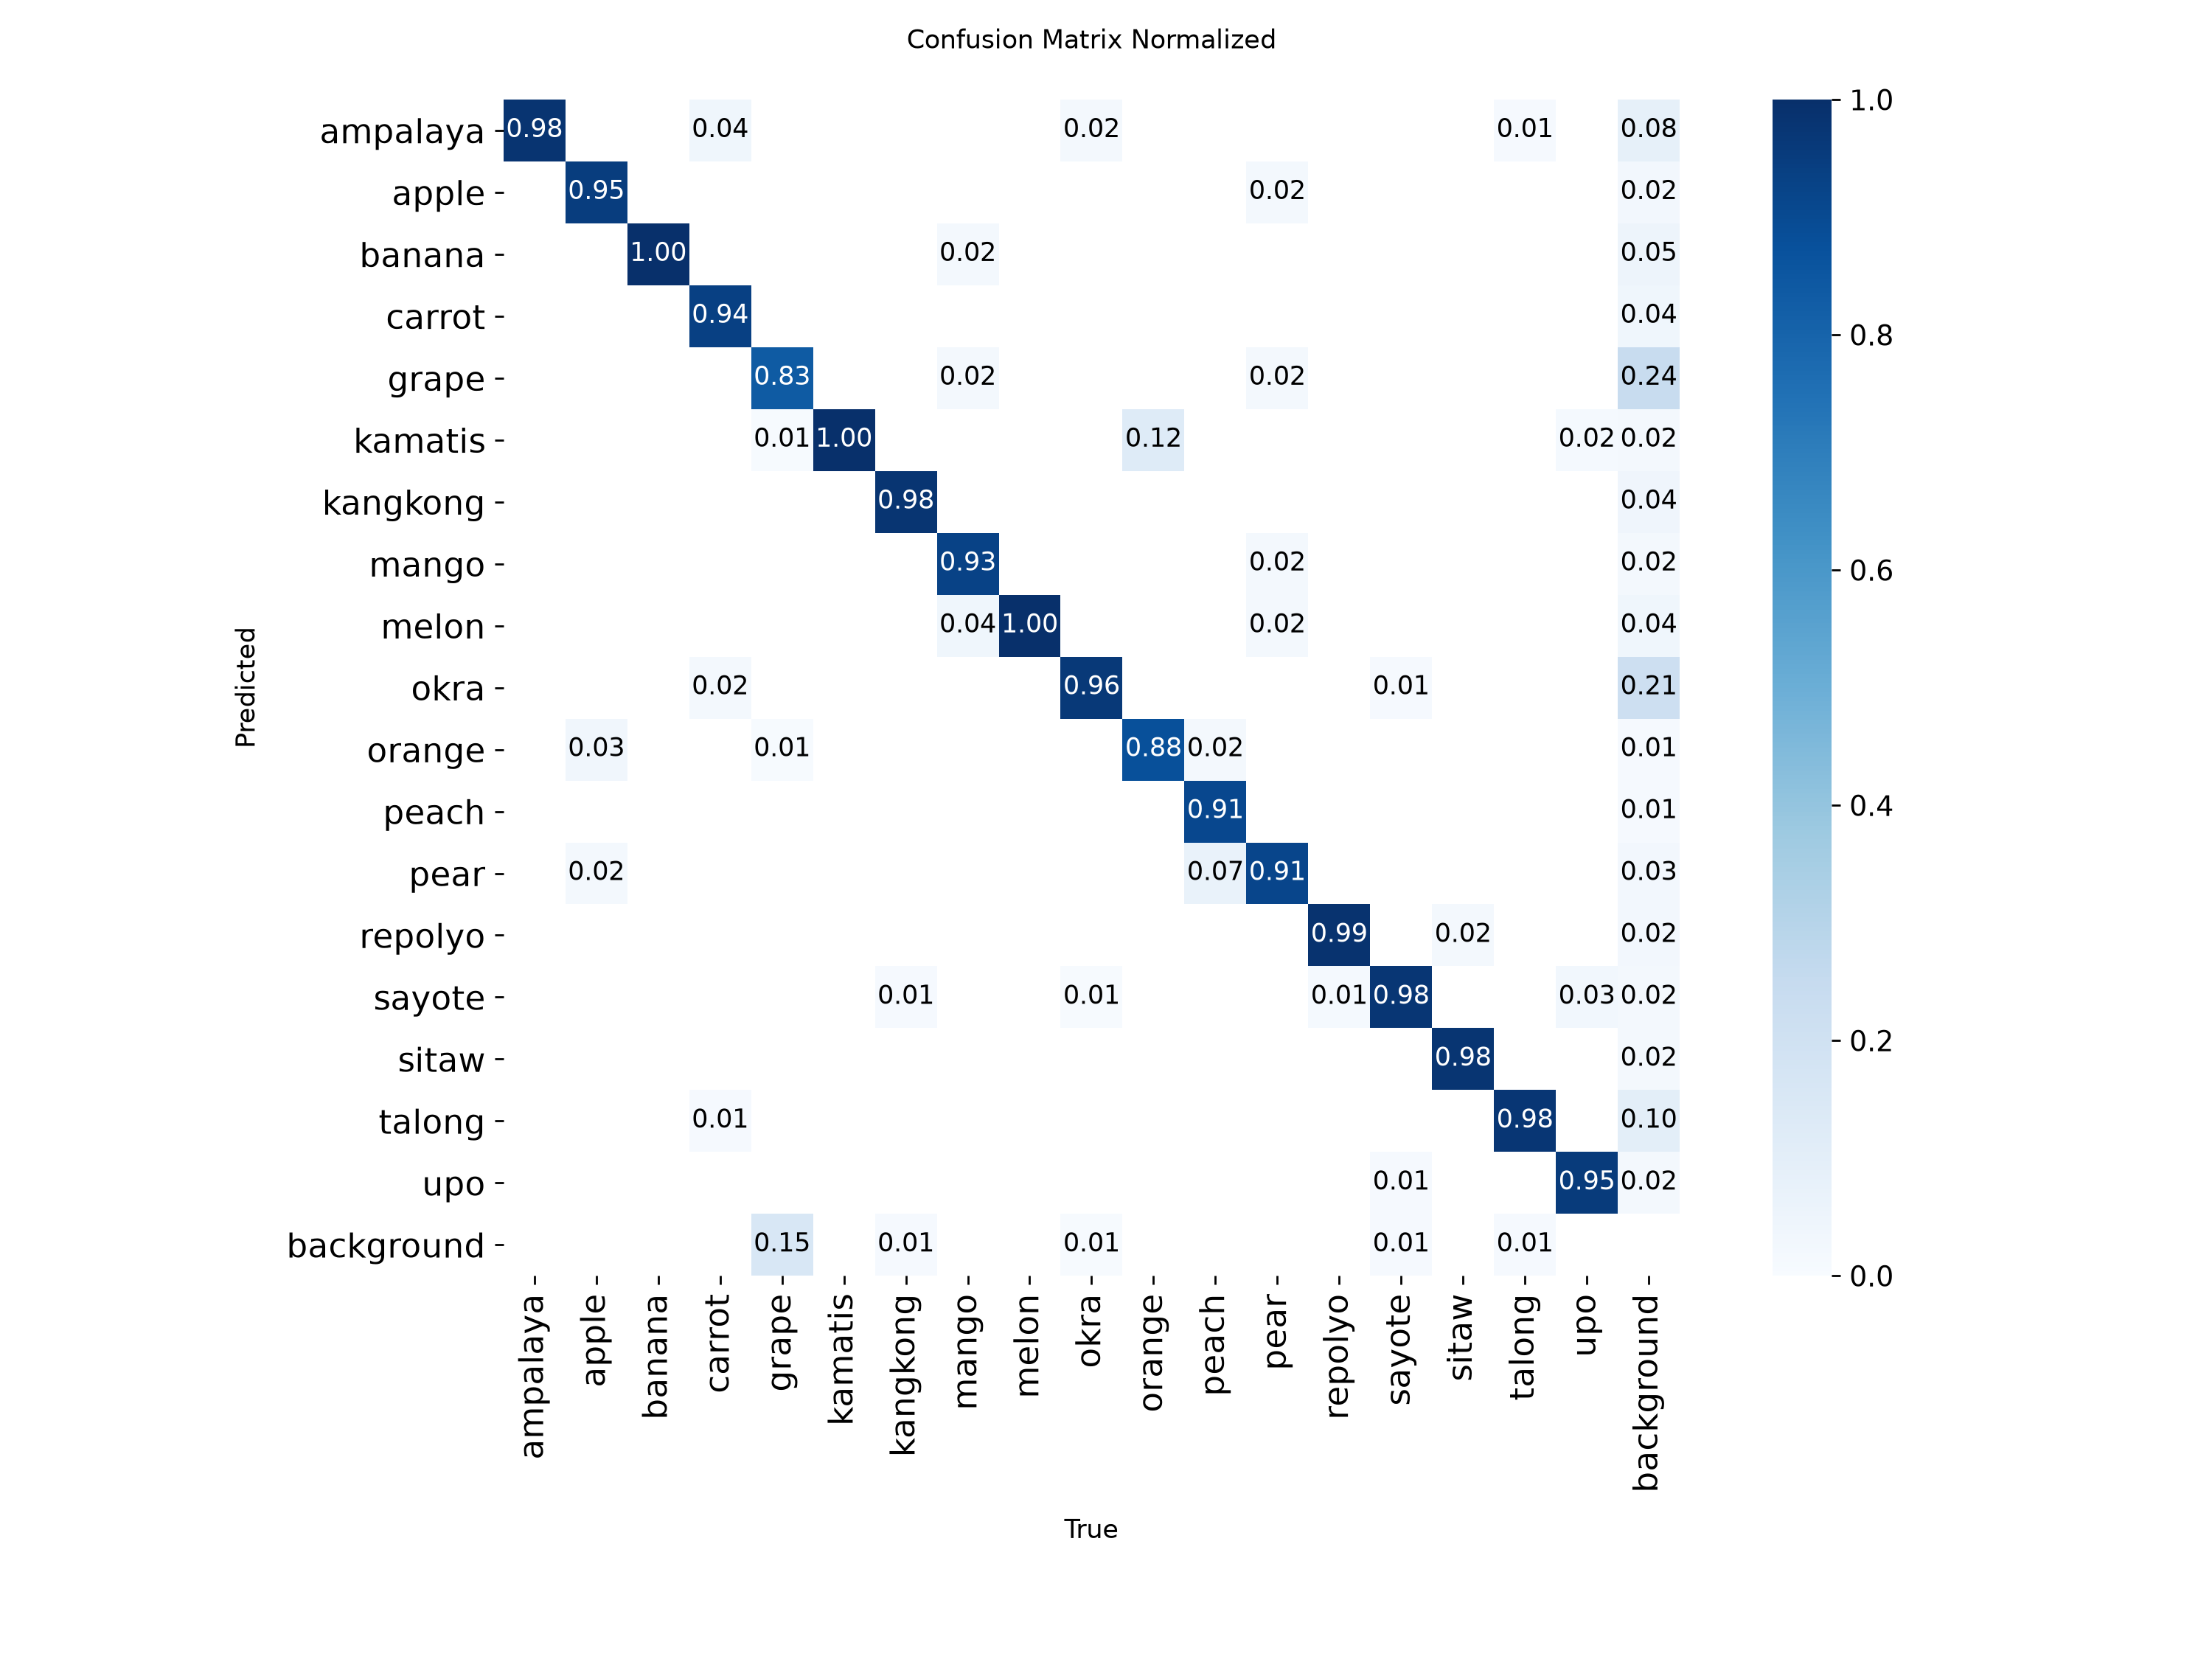 Confusion Matrix Normalized
ampalaya 0.98 0.04 0.02 0.01 0.08 1.0
apple 0.95 0.02 0.02
banana 1.00 0.02 0.05
carrot 0.94 0.04 0.8
grape 0.83 0.02 0.02 0.24
kamatis 0.01 1.00 0.12 0.02 0.02
kangkong 0.98 0.04
mango 0.93 0.02 0.02 0.6
melon 0.04 1.00 0.02 0.04
Predicted
okra 0.02 0.96 0.01 0.21
orange 0.03 0.01 0.88 0.02 0.01
peach 0.91 0.01 0.4
pear 0.02 0.07 0.91 0.03
repolyo 0.99 0.02 0.02
sayote 0.01 0.01 0.01 0.98 0.03 0.02
sitaw 0.98 0.02 0.2
talong 0.01 0.98 0.10
upo 0.01 0.95 0.02
background 0.15 0.01 0.01 0.01 0.01 0.0
ampalaya apple banana carrot grape kamatis kangkong mango melon okra orange peach pear repolyo sayote sitaw talong upo background
True